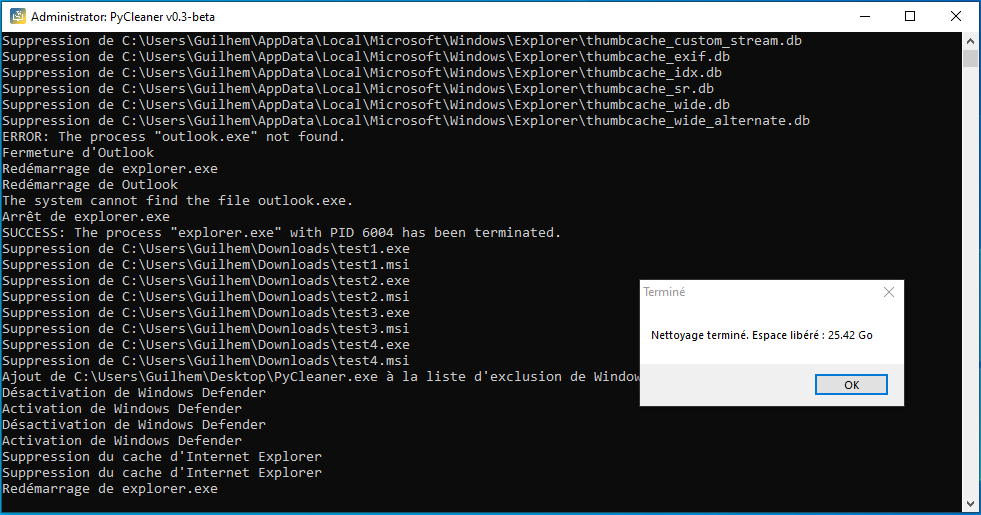 Administrator: PyCleaner v0.3-beta
Suppression de C:\Users\Guilhem\AppData\Local\Microsoft\Windows\Explorer\thumbcache_custom_stream.db
Suppression de C:\Users\Guilhem\AppData\Local\Microsoft\Windows\Explorer\thumbcache_exif.db
Suppression de C:\Users\Guilhem\AppData\Local\Microsoft\Windows\Explorer\thumbcache_idx.db
Suppression de C:\Users\Guilhem\AppData\Local\Microsoft\Windows\Explorer\thumbcache_sr.db
Suppression de C:\Users\Guilhem\AppData\Local\Microsoft\Windows\Explorer\thumbcache_wide.db
Suppression de C:\Users\Guilhem\AppData\Local\Microsoft\Windows\Explorer\thumbcache_wide_alternate.db
ERROR: The process "outlook.exe" not found.
Fermeture d'Outlook
Redémarrage de explorer.exe
Redémarrage de Outlook
The system cannot find the file outlook.exe.
Arrêt de explorer.exe
SUCCESS: The process "explorer.exe" with PID 6004 has been terminated.
Suppression de C:\Users\Guilhem\Downloads\test1.exe
Suppression de C:\Users\Guilhem\Downloads\test1.msi
Suppression de C:\Users\Guilhem\Downloads\test2.exe
Suppression de C:\Users\Guilhem\Downloads\test2.msi
Suppression de C:\Users\Guilhem\Downloads\test3.exe
Suppression de C:\Users\Guilhem\Downloads\test3.msi
Suppression de C:\Users\Guilhem\Downloads\test4.exe
Suppression de C:\Users\Guilhem\Downloads\test4.msi
Ajout de C:\Users\Guilhem\Desktop\PyCleaner.exe à la liste d'exclusion de Windo
Désactivation de Windows Defender
Activation de Windows Defender
Désactivation de Windows Defender
Activation de Windows Defender
Suppression du cache d'Internet Explorer
Suppression du cache d'Internet Explorer
Redémarrage de explorer.exe
Terminé
Nettoyage terminé. Espace libéré : 25.42 Go
OK